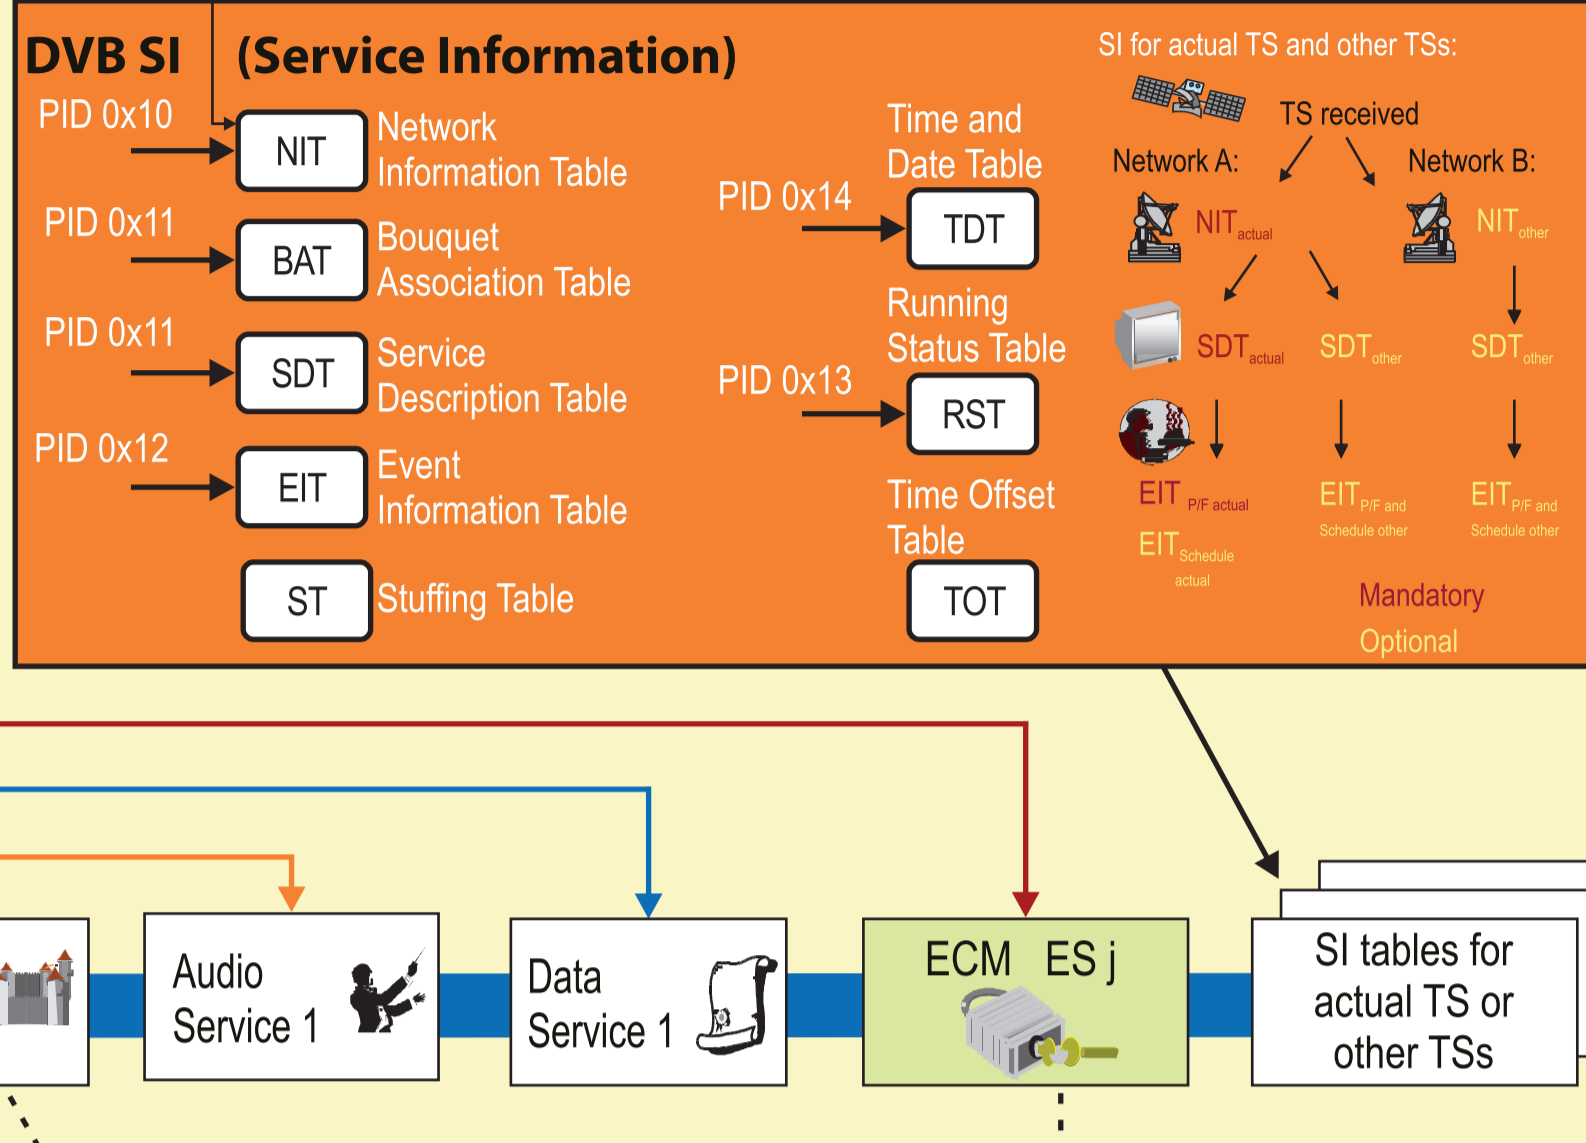 DVB SI (Service Information)
PID 0x10
NIT
Network
Information Table
PID 0x11
BAT
Bouquet
Association Table
PID 0x11
SDT
Service
Description Table
PID 0x12
EIT
Event
Information Table
ST
Stuffing Table
Time and
Date Table
PID 0x14
TDT
Running
Status Table
PID 0x13
RST
Time Offset
Table
TOT
SI for actual TS and other TSs:
TS received
Network A:
Network B:
NIT actual
NIT other
SDT actual
SDT other
SDT other
EIT P/F actual
EIT Schedule
actual
EIT P/F and
Schedule other
EIT P/F and
Schedule other
Mandatory
Optional
Audio
Service 1
Data
Service 1
ECM ES j
SI tables for
actual TS or
other TSs